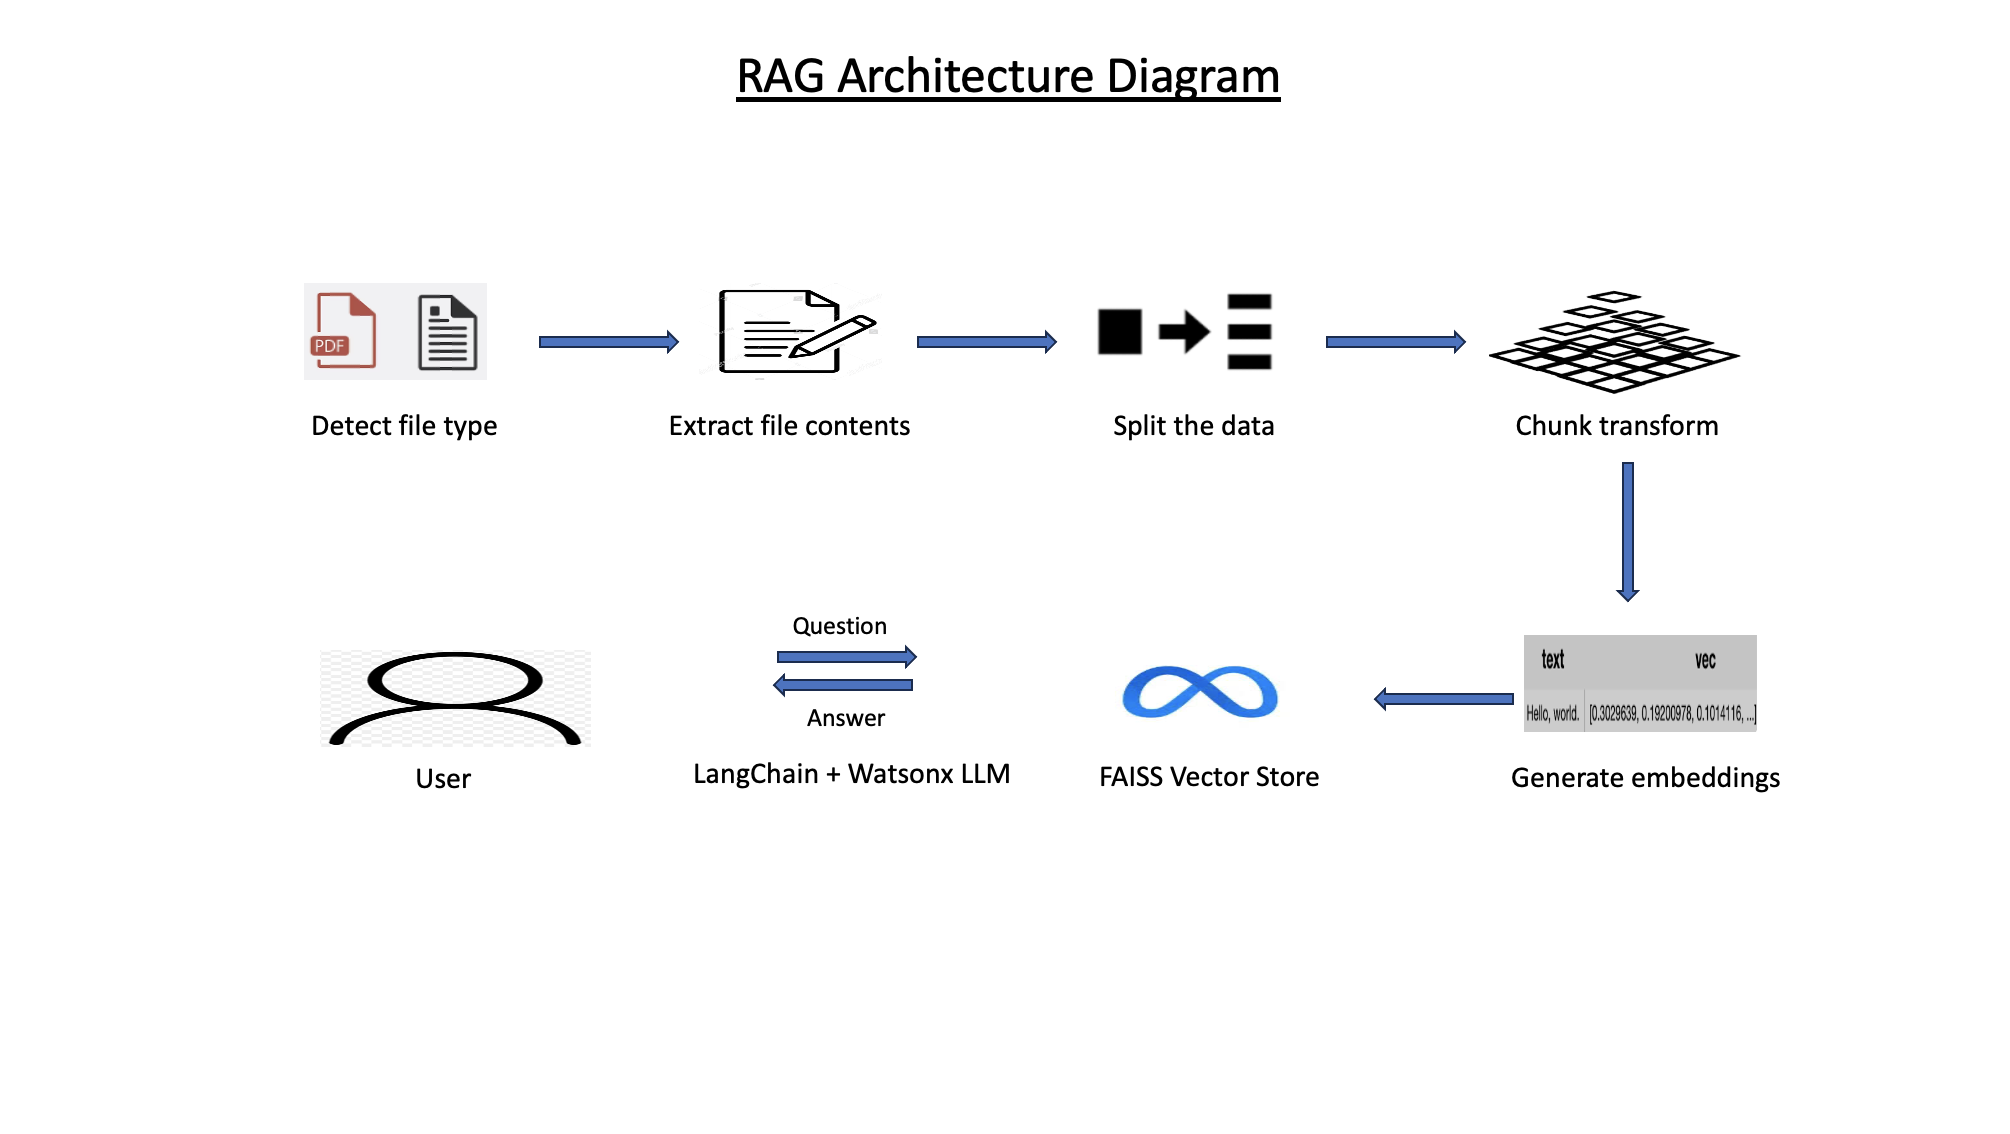 RAG Architecture Diagram
PDF
Detect file type
Extract file contents
Split the data
Chunk transform
Question
Answer
User
LangChain + Watsonx LLM
FAISS Vector Store
text vec
Hello, world. [0.3029639, 0.19200978, 0.1014116, ...]
Generate embeddings